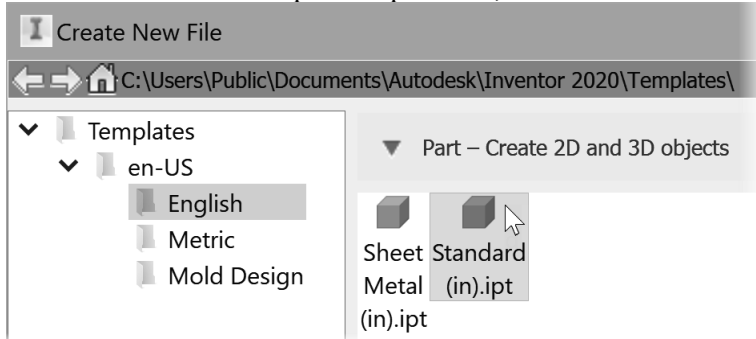 Create New File
C:\Users\Public\Documents\Autodesk\Inventor 2020\Templates\
Templates
en-US
English
Metric
Mold Design
Part – Create 2D and 3D objects
Sheet
Metal
(in).ipt
Standard
(in).ipt